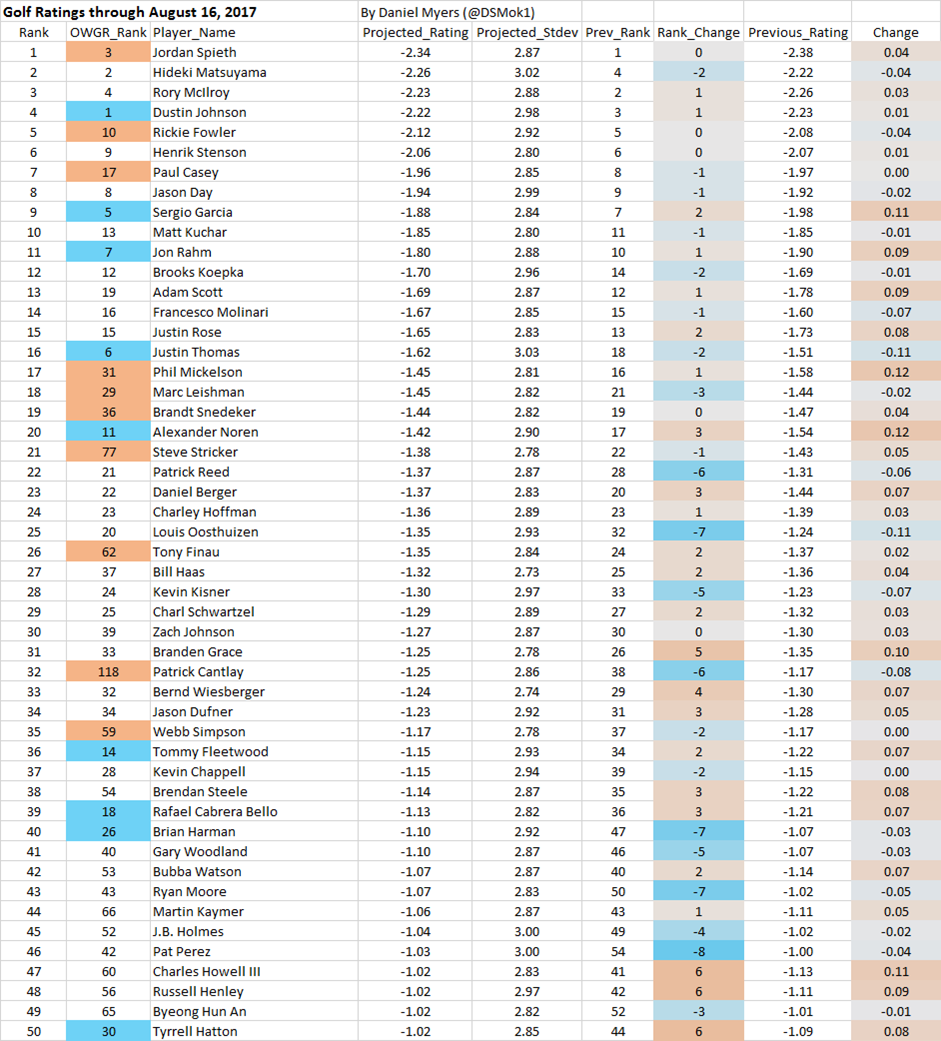 Golf Ratings through August 16, 2017 By Daniel Myers (@DSMok1)
Rank OWGR_Rank Player_Name Projected_Rating Projected_Stdev Prev_Rank Rank_Change Previous_Rating Change
1 3 Jordan Spieth -2.34 2.87 1 0 -2.38 0.04
2 2 Hideki Matsuyama -2.26 3.02 4 -2 -2.22 -0.04
3 4 Rory McIlroy -2.23 2.88 2 1 -2.26 0.03
4 1 Dustin Johnson -2.22 2.98 3 1 -2.23 0.01
5 10 Rickie Fowler -2.12 2.92 5 0 -2.08 -0.04
6 9 Henrik Stenson -2.06 2.80 6 0 -2.07 0.01
7 17 Paul Casey -1.96 2.85 8 -1 -1.97 0.00
8 8 Jason Day -1.94 2.99 9 -1 -1.92 -0.02
9 5 Sergio Garcia -1.88 2.84 7 2 -1.98 0.11
10 13 Matt Kuchar -1.85 2.80 11 -1 -1.85 -0.01
11 7 Jon Rahm -1.80 2.88 10 1 -1.90 0.09
12 12 Brooks Koepka -1.70 2.96 14 -2 -1.69 -0.01
13 19 Adam Scott -1.69 2.87 12 1 -1.78 0.09
14 16 Francesco Molinari -1.67 2.85 15 -1 -1.60 -0.07
15 15 Justin Rose -1.65 2.83 13 2 -1.73 0.08
16 6 Justin Thomas -1.62 3.03 18 -2 -1.51 -0.11
17 31 Phil Mickelson -1.45 2.81 16 1 -1.58 0.12
18 29 Marc Leishman -1.45 2.82 21 -3 -1.44 -0.02
19 36 Brandt Snedeker -1.44 2.82 19 0 -1.47 0.04
20 11 Alexander Noren -1.42 2.90 17 3 -1.54 0.12
21 77 Steve Stricker -1.38 2.78 22 -1 -1.43 0.05
22 21 Patrick Reed -1.37 2.87 28 -6 -1.31 -0.06
23 22 Daniel Berger -1.37 2.83 20 3 -1.44 0.07
24 23 Charley Hoffman -1.36 2.89 23 1 -1.39 0.03
25 20 Louis Oosthuizen -1.35 2.93 32 -7 -1.24 -0.11
26 62 Tony Finau -1.35 2.84 24 2 -1.37 0.02
27 37 Bill Haas -1.32 2.73 25 2 -1.36 0.04
28 24 Kevin Kisner -1.30 2.97 33 -5 -1.23 -0.07
29 25 Charl Schwartzel -1.29 2.89 27 2 -1.32 0.03
30 39 Zach Johnson -1.27 2.87 30 0 -1.30 0.03
31 33 Branden Grace -1.25 2.78 26 5 -1.35 0.10
32 118 Patrick Cantlay -1.25 2.86 38 -6 -1.17 -0.08
33 32 Bernd Wiesberger -1.24 2.74 29 4 -1.30 0.07
34 34 Jason Dufner -1.23 2.92 31 3 -1.28 0.05
35 59 Webb Simpson -1.17 2.78 37 -2 -1.17 0.00
36 14 Tommy Fleetwood -1.15 2.93 34 2 -1.22 0.07
37 28 Kevin Chappell -1.15 2.94 39 -2 -1.15 0.00
38 54 Brendan Steele -1.14 2.87 35 3 -1.22 0.08
39 18 Rafael Cabrera Bello -1.13 2.82 36 3 -1.21 0.07
40 26 Brian Harman -1.10 2.92 47 -7 -1.07 -0.03
41 40 Gary Woodland -1.10 2.87 46 -5 -1.07 -0.03
42 53 Bubba Watson -1.07 2.87 40 2 -1.14 0.07
43 43 Ryan Moore -1.07 2.83 50 -7 -1.02 -0.05
44 66 Martin Kaymer -1.06 2.87 43 1 -1.11 0.05
45 52 J.B. Holmes -1.04 3.00 49 -4 -1.02 -0.02
46 42 Pat Perez -1.03 3.00 54 -8 -1.00 -0.04
47 60 Charles Howell III -1.02 2.83 41 6 -1.13 0.11
48 56 Russell Henley -1.02 2.97 42 6 -1.11 0.09
49 65 Byeong Hun An -1.02 2.82 52 -3 -1.01 -0.01
50 30 Tyrrell Hatton -1.02 2.85 44 6 -1.09 0.08